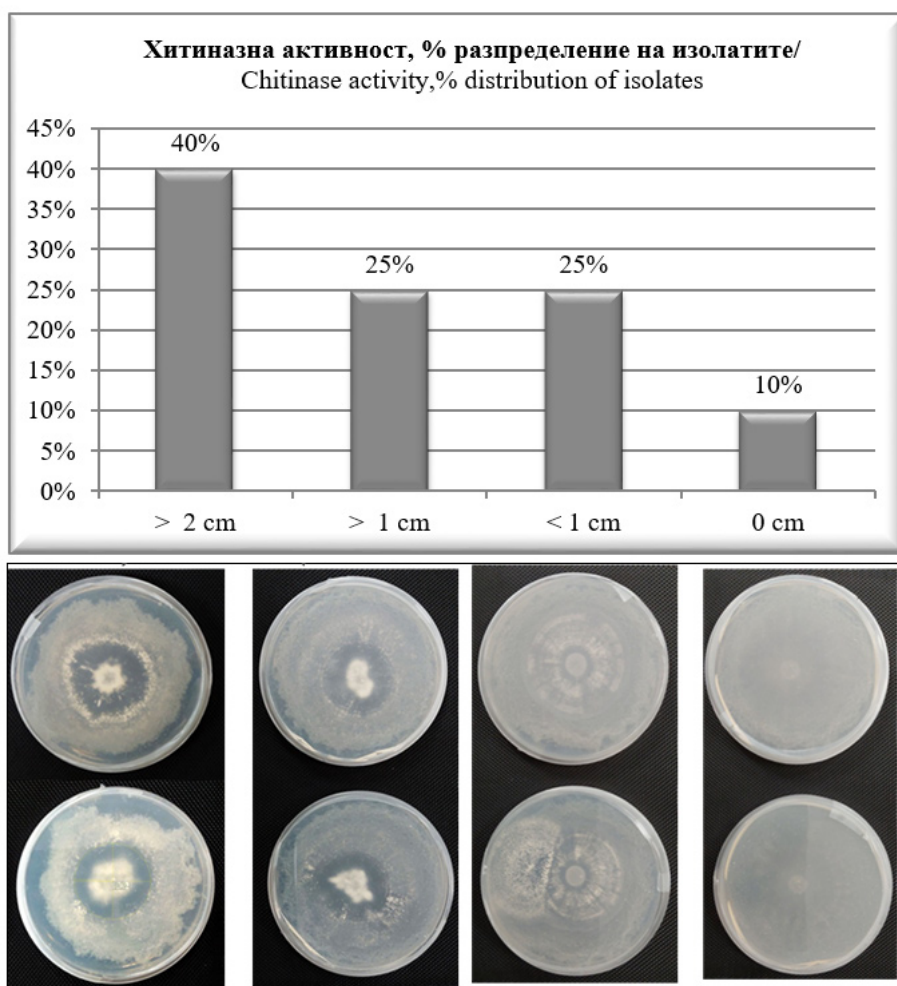 Хитиназна активност, % разпределение на изолатите/
Chitinase activity,% distribution of isolates
45%
40%
35%
30%
25%
20%
15%
10%
5%
0%
40%
25%
25%
10%
> 2 cm
> 1 cm
< 1 cm
0 cm